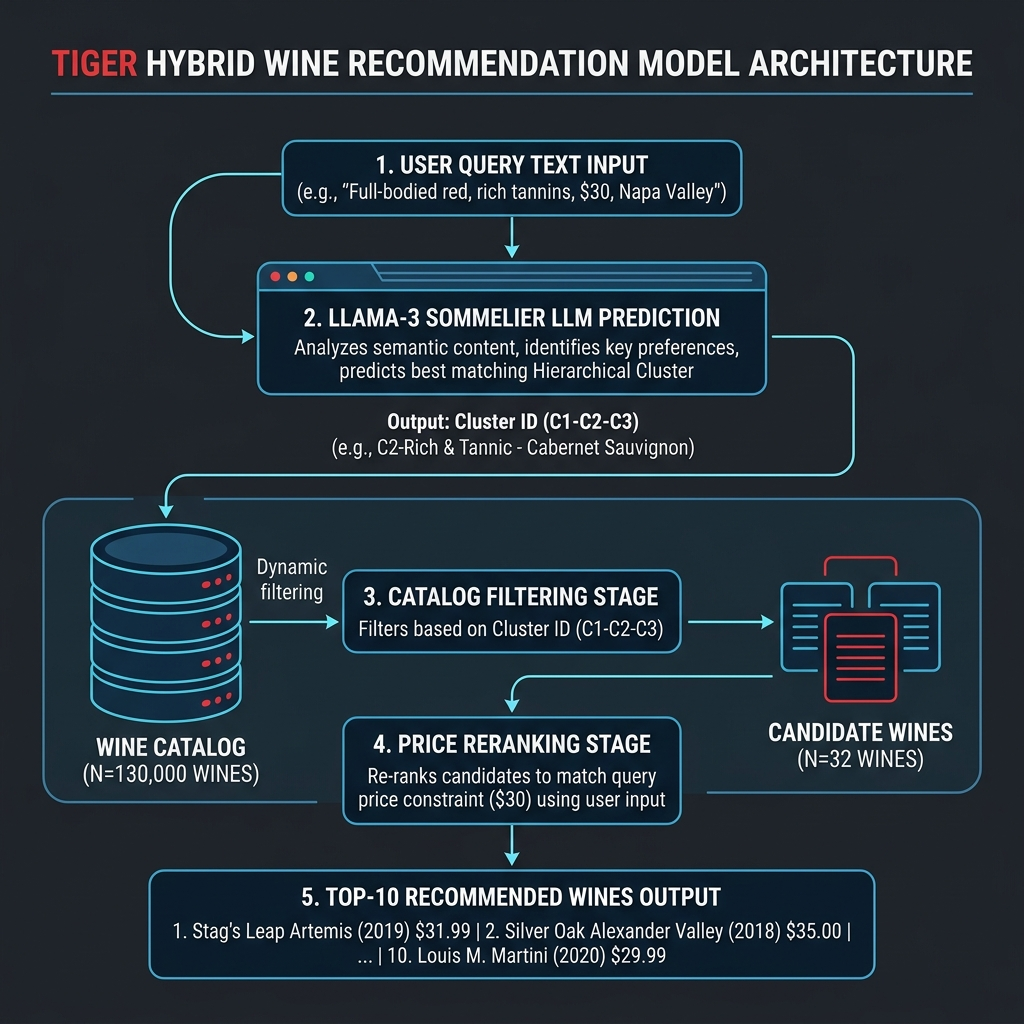 TIGER HYBRID WINE RECOMMENDATION MODEL ARCHITECTURE
1. USER QUERY TEXT INPUT
(e.g., "Full-bodied red, rich tannins, $30, Napa Valley")
2. LLAMA-3 SOMMELIER LLM PREDICTION
Analyzes semantic content, identifies key preferences,
predicts best matching Hierarchical Cluster
Output: Cluster ID (C1-C2-C3)
(e.g., C2-Rich & Tannic - Cabernet Sauvignon)
Dynamic
filtering
3. CATALOG FILTERING STAGE
Filters based on Cluster ID (C1-C2-C3)
WINE CATALOG
(N=130,000 WINES)
CANDIDATE WINES
(N=32 WINES)
4. PRICE RERANKING STAGE
Re-ranks candidates to match query
price constraint ($30) using user input
5. TOP-10 RECOMMENDED WINES OUTPUT
1. Stag's Leap Artemis (2019) $31.99 | 2. Silver Oak Alexander Valley (2018) $35.00 |
... | 10. Louis M. Martini (2020) $29.99